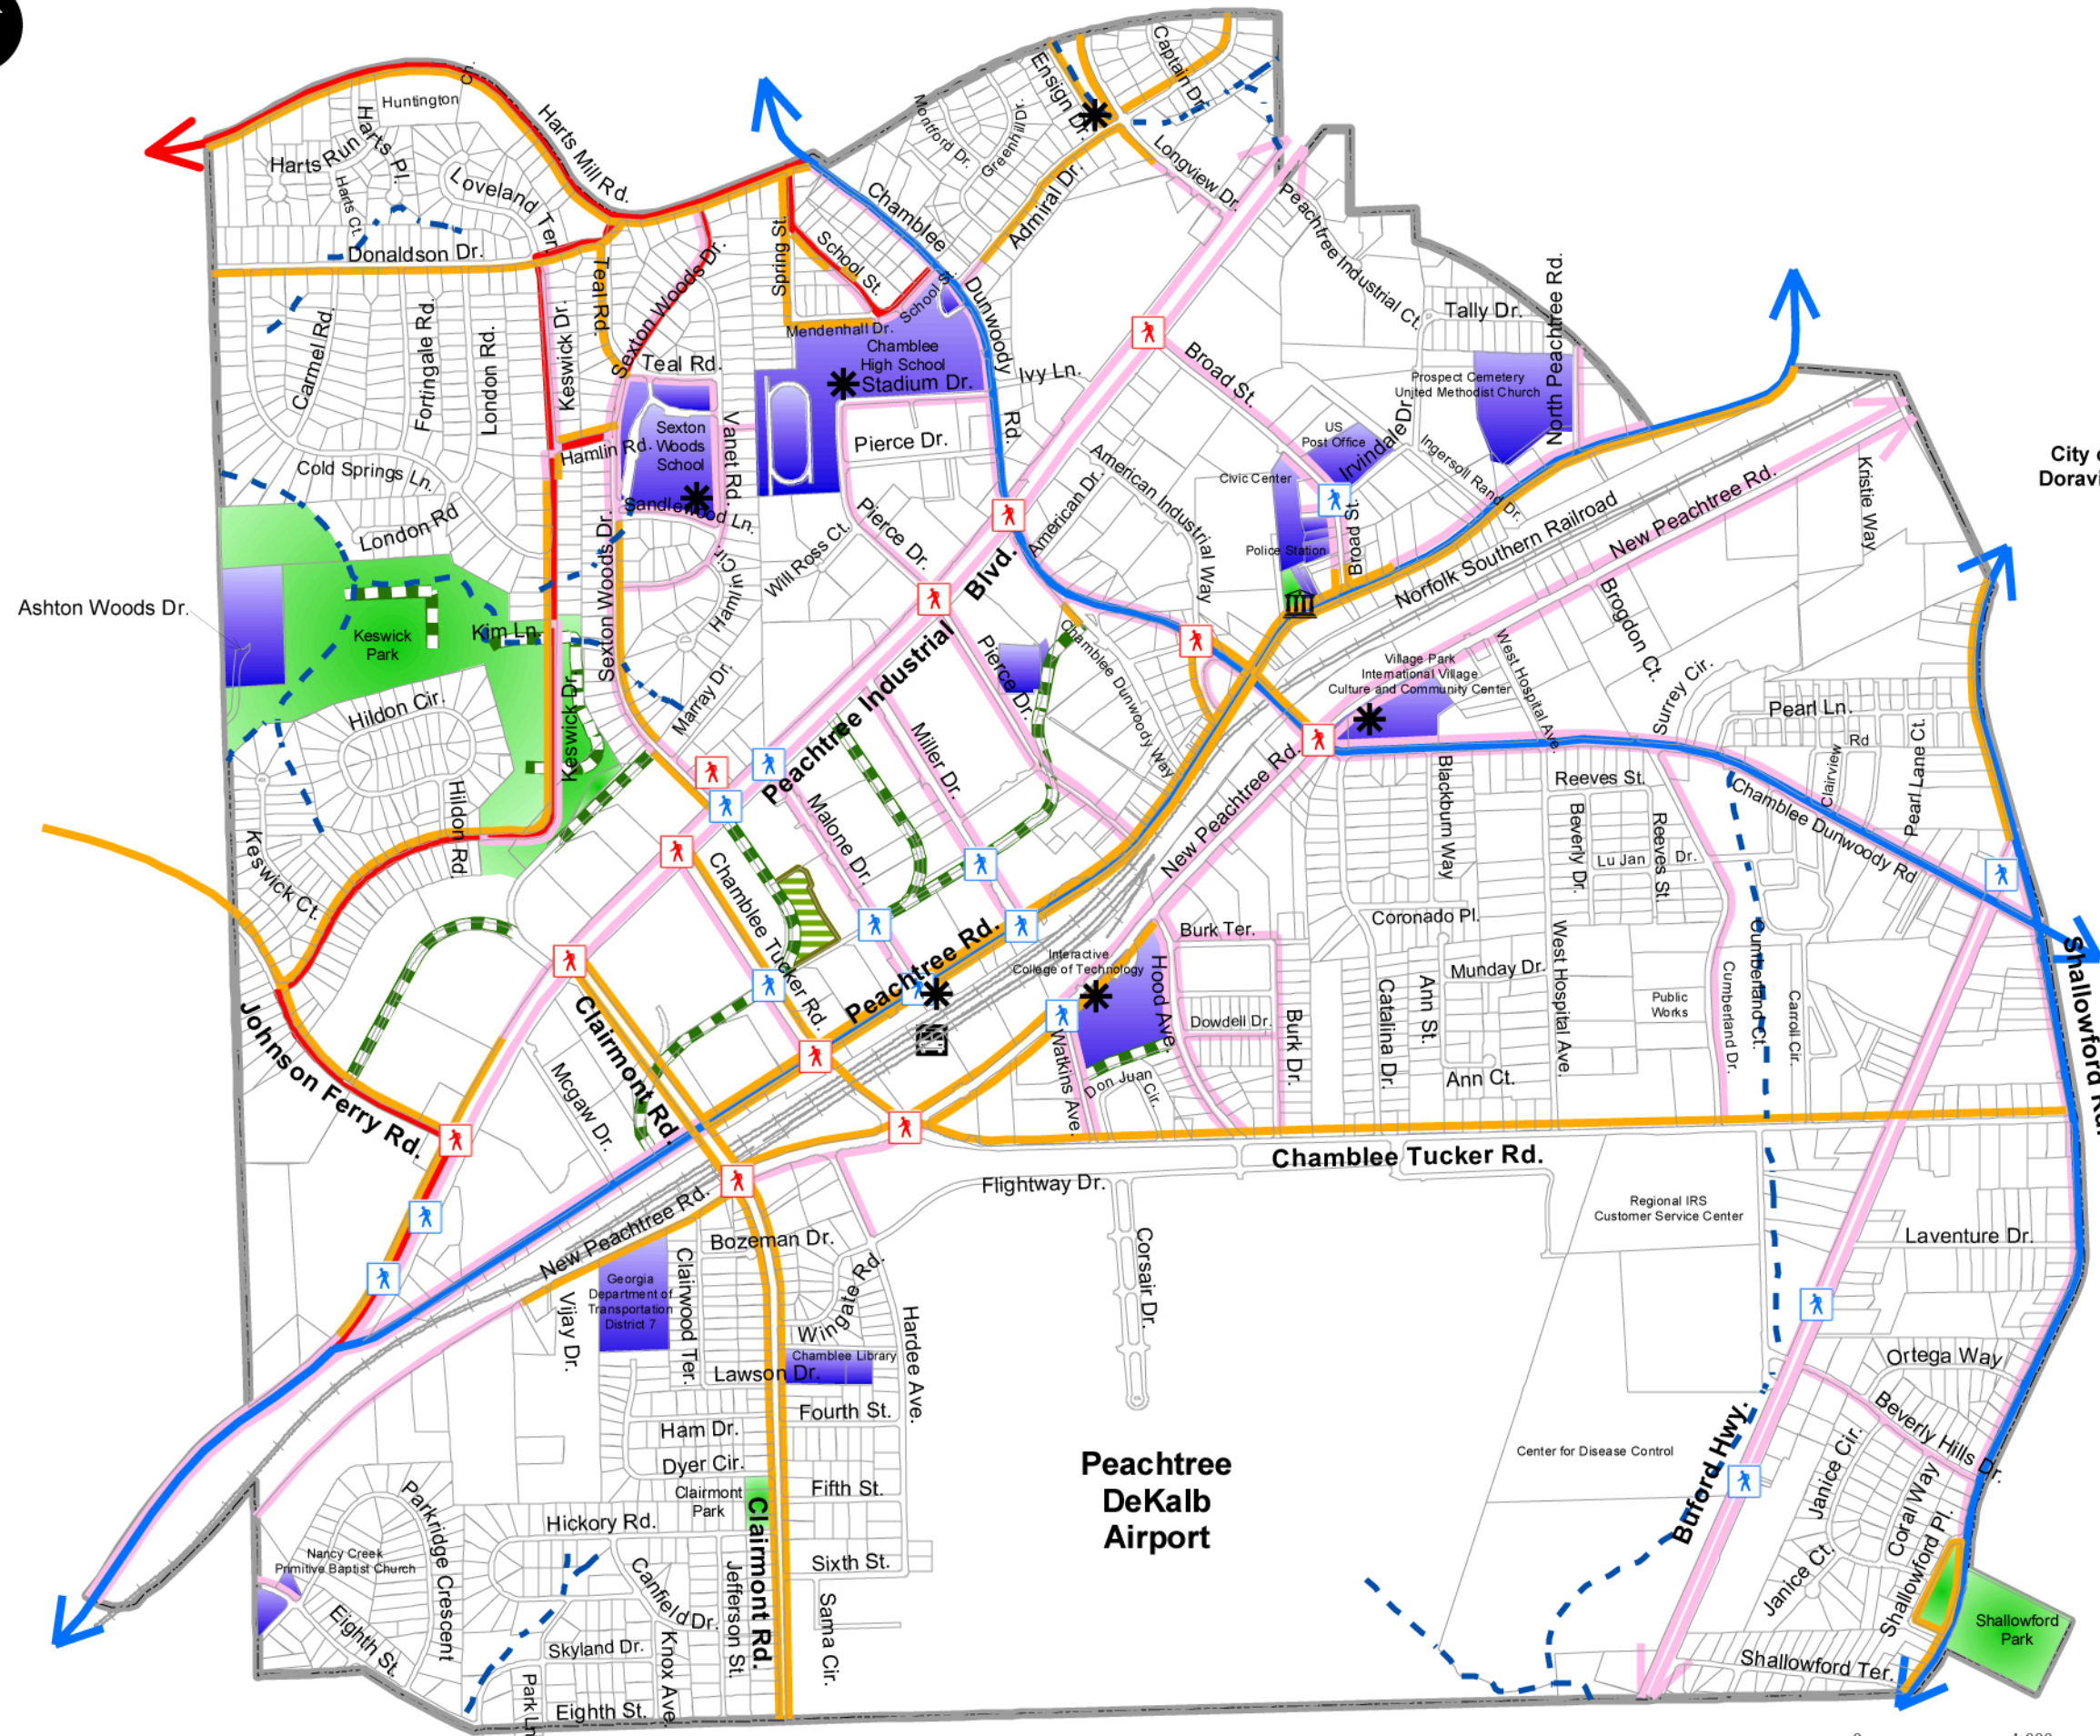 Huntington
Ch.
Harts Mill Rd.
Harts Run
Harts Pl.
Harts Ct.
Loveland Ter.
Donaldson Dr.
Ensign Dr.
Captain Dr.
Montford Dr.
Greenhill Dr.
Longview Dr.
Admiral Dr.
Chamblee
Dunwoody
Rd.
Spring St.
School St.
School S
Mendenhall Dr.
Chamblee
High School
Stadium Dr.
Ivy Ln.
Peachtree Industrial Ct.
Tally Dr.
North Peachtree Rd.
Broad St.
Prospect Cemetery
United Methodist Church
US
Post Office
Irvindale Dr.
Ingersoll Rand Dr.
Civic Center
Police Station
Broad St.
Carmel Rd.
Fortingale Rd.
London Rd.
Keswick Dr.
Teal Rd.
Sexton Woods Dr.
Teal Rd.
Sexton
Woods
School
Vanet Rd.
Hamlin Rd.
Sandlewood Ln.
Pierce Dr.
Pierce Dr.
Will Ross Ct.
Hamlin Cir.
American Dr.
American Industrial Way
Cold Springs Ln.
London Rd
Ashton Woods Dr.
Keswick
Park
Kim Ln.
Sexton Woods Dr.
Marray Dr.
Hildon Cir.
Hildon Rd.
Keswick Dr.
Keswick Ct.
Peachtree Industrial
Blvd.
Pierce Dr.
Chamblee Dunwoody Way
Miller Dr.
Malone Dr.
Norfolk Southern Railroad
New Peachtree Rd.
Kristie Way
City
Doravi
Brogdon Ct.
West Hospital Ave.
Village Park
International Village
Culture and Community Center
Surrey Cir.
Pearl Ln.
Rd
Clairview
Pearl Lane Ct.
Chamblee Dunwoody Rd
Reeves St.
Beverly Dr.
Reeves St.
Lu Jan Dr.
Blackburn Way
New Peachtree Rd.
Coronado Pl.
Munday Dr.
Ann St.
Ann Ct.
Catalina Dr.
West Hospital Ave.
Public
Works
Cumberland Dr.
Cumberland Ct.
Carroll Cir.
Shallowford Rd.
Burk Ter.
Burk Dr.
Dowdell Dr.
Hood Ave.
Interactive
College of Technology
Watkins Ave.
Don Juan
Cir.
Chamblee Tucker Rd.
Peachtree Rd.
Clairmont Rd.
Johnson Ferry Rd.
Mcgaw Dr.
Chamblee Tucker Rd.
Flightway Dr.
Corsair Dr.
Regional IRS
Customer Service Center
Laventure Dr.
New Peachtree Rd.
Bozeman Dr.
Georgia
Department of
Transportation
District 7
Vijay Dr.
Clairwood Ter.
Wingate Rd.
Hardee Ave.
Chamblee Library
Lawson Dr.
Fourth St.
Ham Dr.
Dyer Cir.
Clairmont
Park
Fifth St.
Clairmont Rd.
Hickory Rd.
Sixth St.
Parkridge Crescent
Nancy Creek
Primitive Baptist Church
Eighth St.
Canfield Dr.
Jefferson St.
Sama Cir.
Skyland Dr.
Knox Ave.
Park Ln
Eighth St.
Peachtree
DeKalb
Airport
Center for Disease Control
Buford Hwy.
Ortega Way
Beverly Hills Dr.
Janice Cir.
Coral Way
Janice Ct.
Shallowford Pl.
Shallowford
Park
Shallowford Ter.